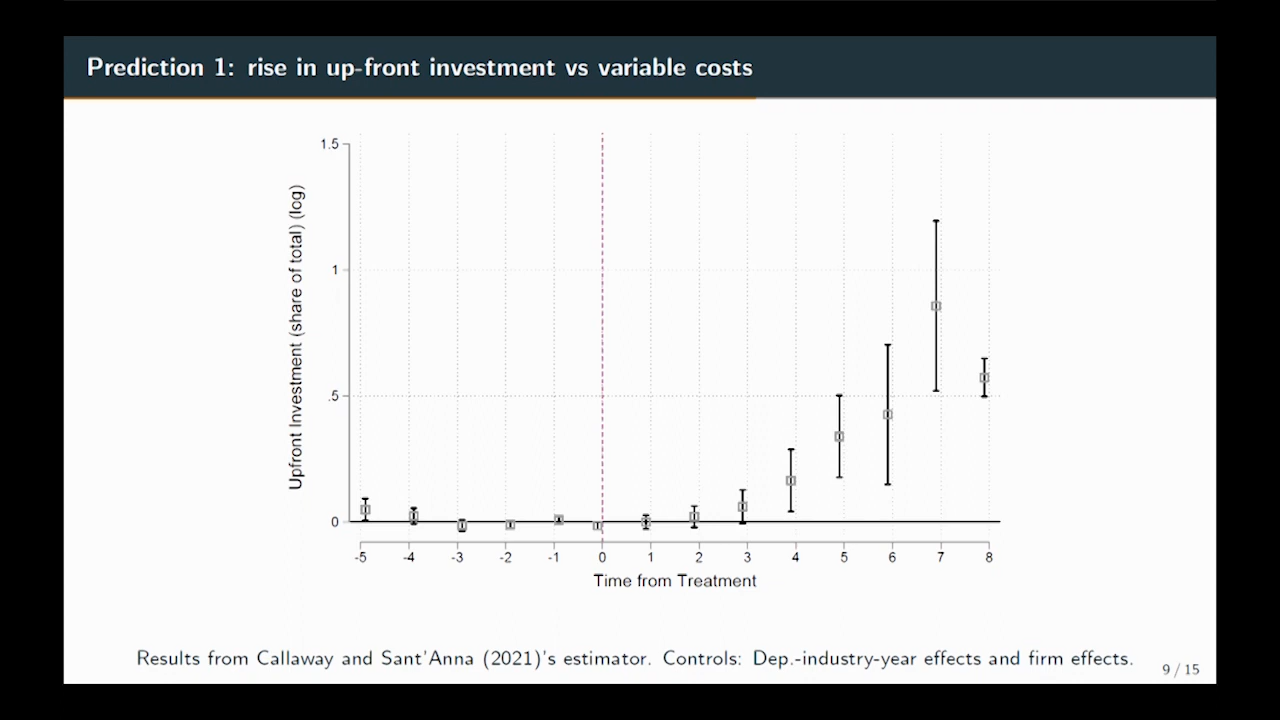 Prediction 1: rise in up-front investment vs variable costs
Upfront Investment (share of total) (log)
1.5
1
.5
0
-5 -4 -3 -2 -1 0 1 2 3 4 5 6 7 8
Time from Treatment
Results from Callaway and Sant'Anna (2021)'s estimator. Controls: Dep.-industry-year effects and firm effects.
9 / 15